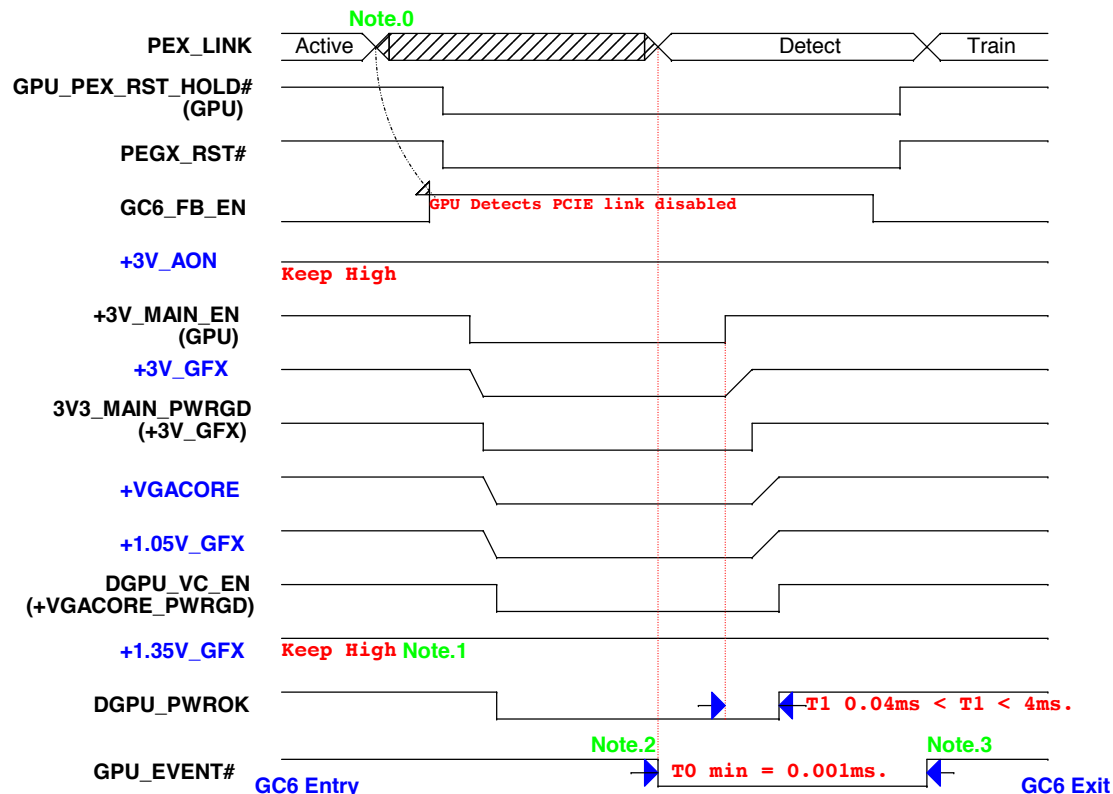 Note.0
PEX_LINK Active Detect Train
GPU_PEX_RST_HOLD#
(GPU)
PEGX_RST#
GC6_FB_EN GPU Detects PCIE link disabled
+3V_AON
Keep High
+3V_MAIN_EN
(GPU)
+3V_GFX
3V3_MAIN_PWRGD
(+3V_GFX)
+VGACORE
+1.05V_GFX
DGPU_VC_EN
(+VGACORE_PWRGD)
+1.35V_GFX Keep High Note.1
DGPU_PWROK T1 0.04ms < T1 < 4ms.
Note.2 Note.3
GPU_EVENT# T0 min = 0.001ms.
GC6 Entry GC6 Exit